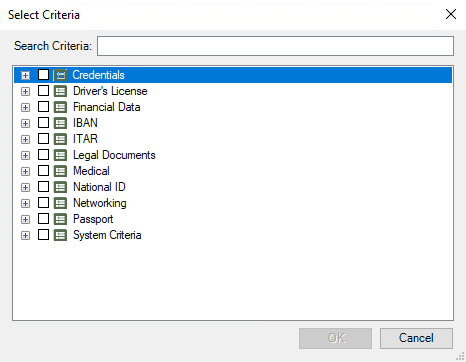 Select Criteria
Search Criteria:
Credentials
Driver's License
Financial Data
IBAN
ITAR
Legal Documents
Medical
National ID
Networking
Passport
System Criteria
OK
Cancel